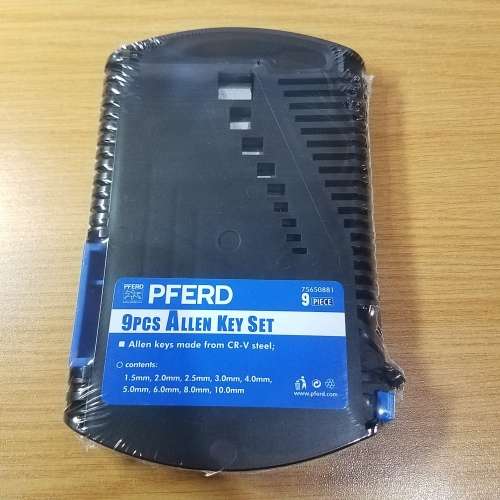 PFERD
PFERD
75650881
9 PIECE
9PCS ALLEN KEY SET
Allen keys made from CR-V steel;
contents:
1.5mm, 2.0mm, 2.5mm, 3.0mm, 4.0mm,
5.0mm, 6.0mm, 8.0mm, 10.0mm
www.pferd.com